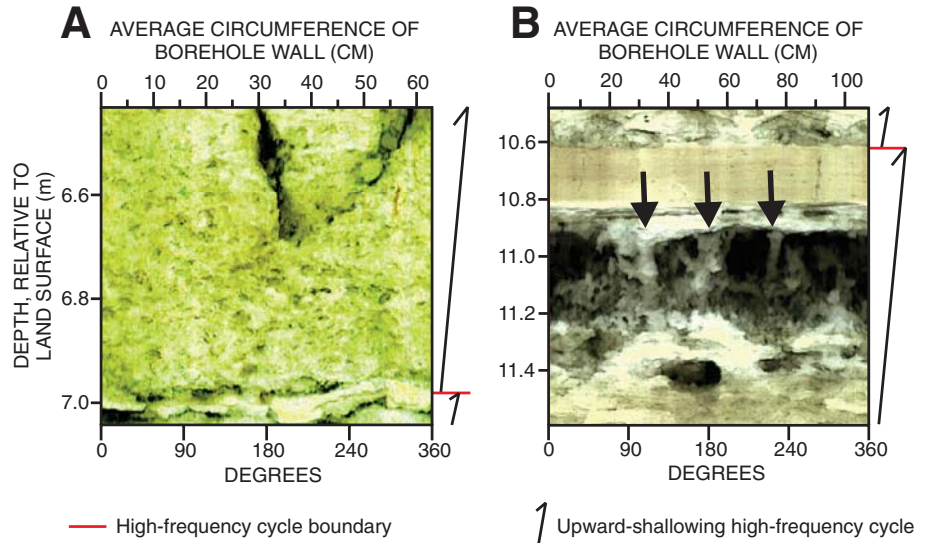 A
AVERAGE CIRCUMFERENCE OF
BOREHOLE WALL (CM)
0 10 20 30 40 50 60
DEPTH, RELATIVE TO
LAND SURFACE (m)
6.6
6.8
7.0
0 90 180 240 360
DEGREES
B
AVERAGE CIRCUMFERENCE OF
BOREHOLE WALL (CM)
0 20 40 60 80 100
10.6
10.8
11.0
11.2
11.4
0 90 180 240 360
DEGREES
High-frequency cycle boundary
Upward-shallowing high-frequency cycle